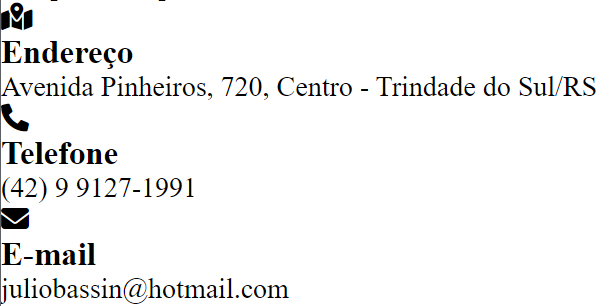 Endereço
Avenida Pinheiros, 720, Centro - Trindade do Sul/RS
Telefone
(42) 9 9127-1991
E-mail
juliobassin@hotmail.com